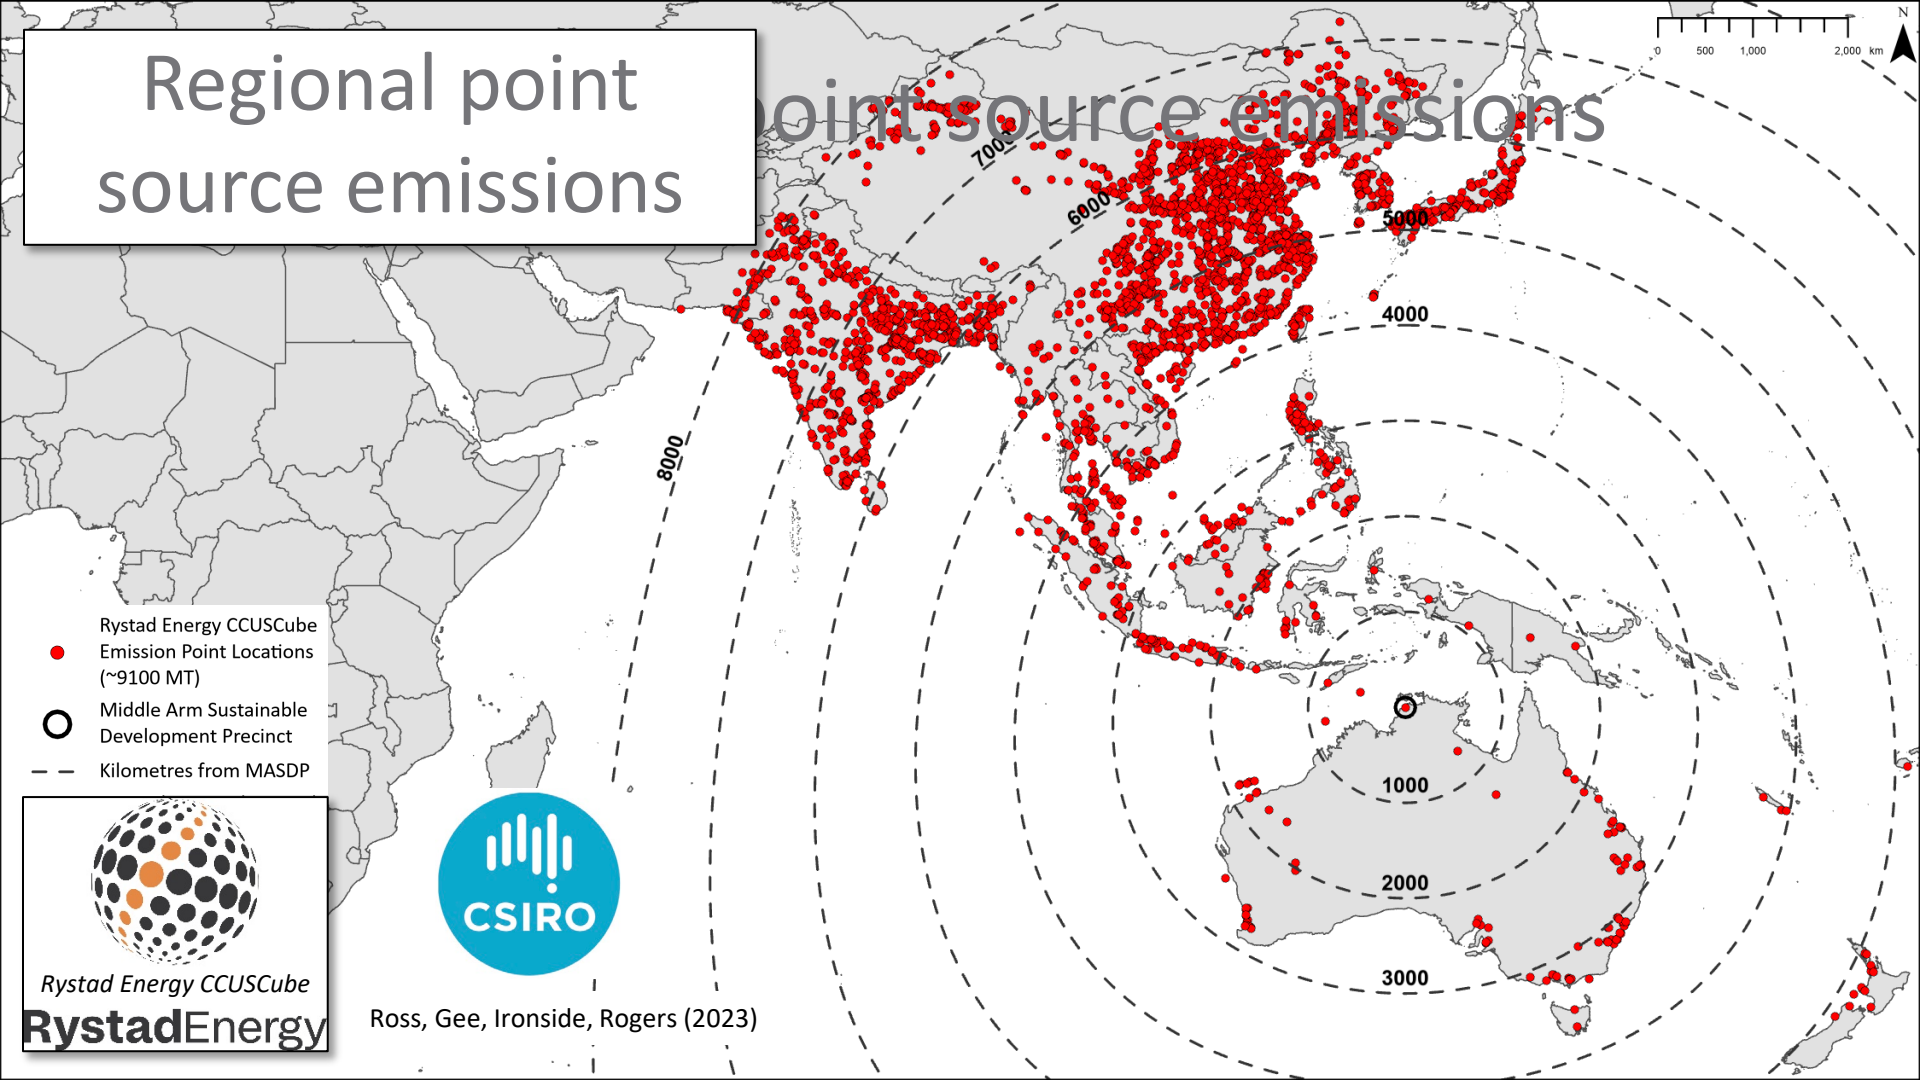 Regional point
source emissions
point source emissions
N
0 500 1,000 2,000 km
7000
6000
5000
4000
8000
1000
2000
3000
Rystad Energy CCUSCube
Emission Point Locations
(~9100 MT)
Middle Arm Sustainable
Development Precinct
Kilometres from MASDP
Rystad Energy CCUSCube
RystadEnergy
CSIRO
Ross, Gee, Ironside, Rogers (2023)